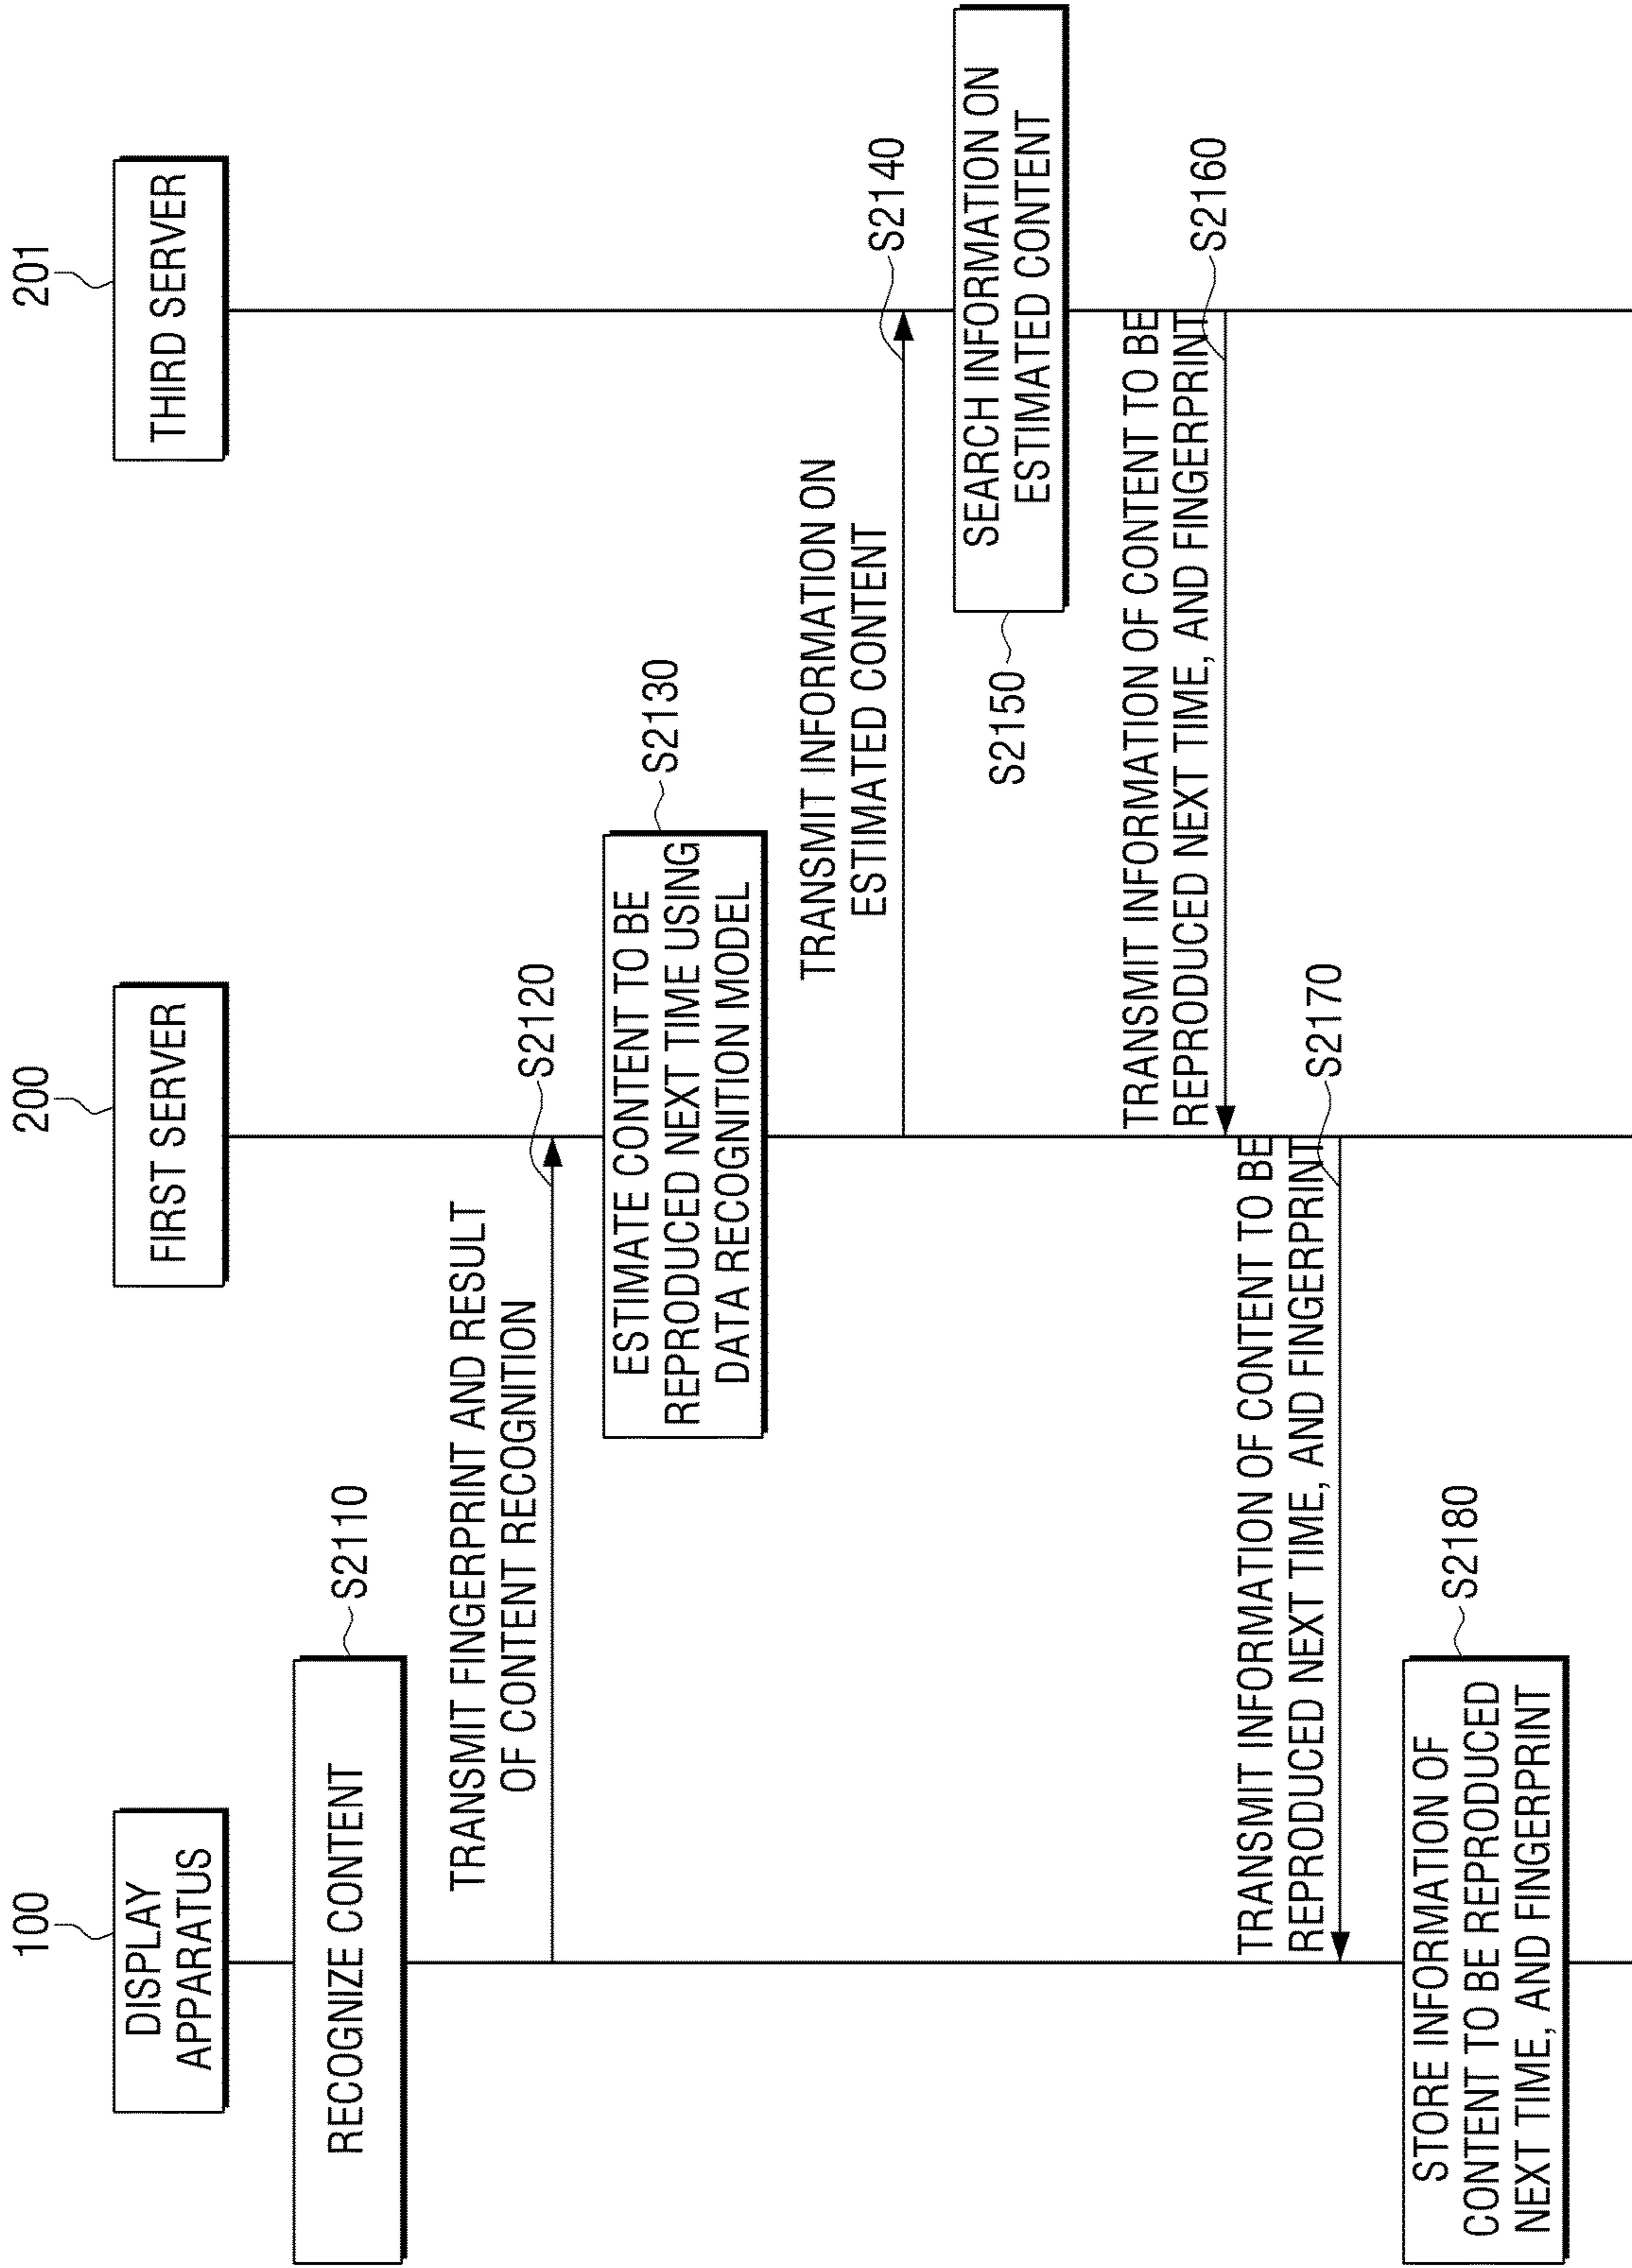 100
DISPLAY
APPARATUS
200
FIRST SERVER
201
THIRD SERVER
RECOGNIZE CONTENT
S2110
TRANSMIT FINGERPRINT AND RESULT
OF CONTENT RECOGNITION
S2120
ESTIMATE CONTENT TO BE
REPRODUCED NEXT TIME USING
DATA RECOGNITION MODEL
S2130
TRANSMIT INFORMATION ON
ESTIMATED CONTENT
S2140
SEARCH INFORMATION ON
ESTIMATED CONTENT
S2150
TRANSMIT INFORMATION OF CONTENT TO BE
REPRODUCED NEXT TIME, AND FINGERPRINT
S2160
TRANSMIT INFORMATION OF CONTENT TO BE
REPRODUCED NEXT TIME, AND FINGERPRINT
S2170
STORE INFORMATION OF
CONTENT TO BE REPRODUCED
NEXT TIME, AND FINGERPRINT
S2180